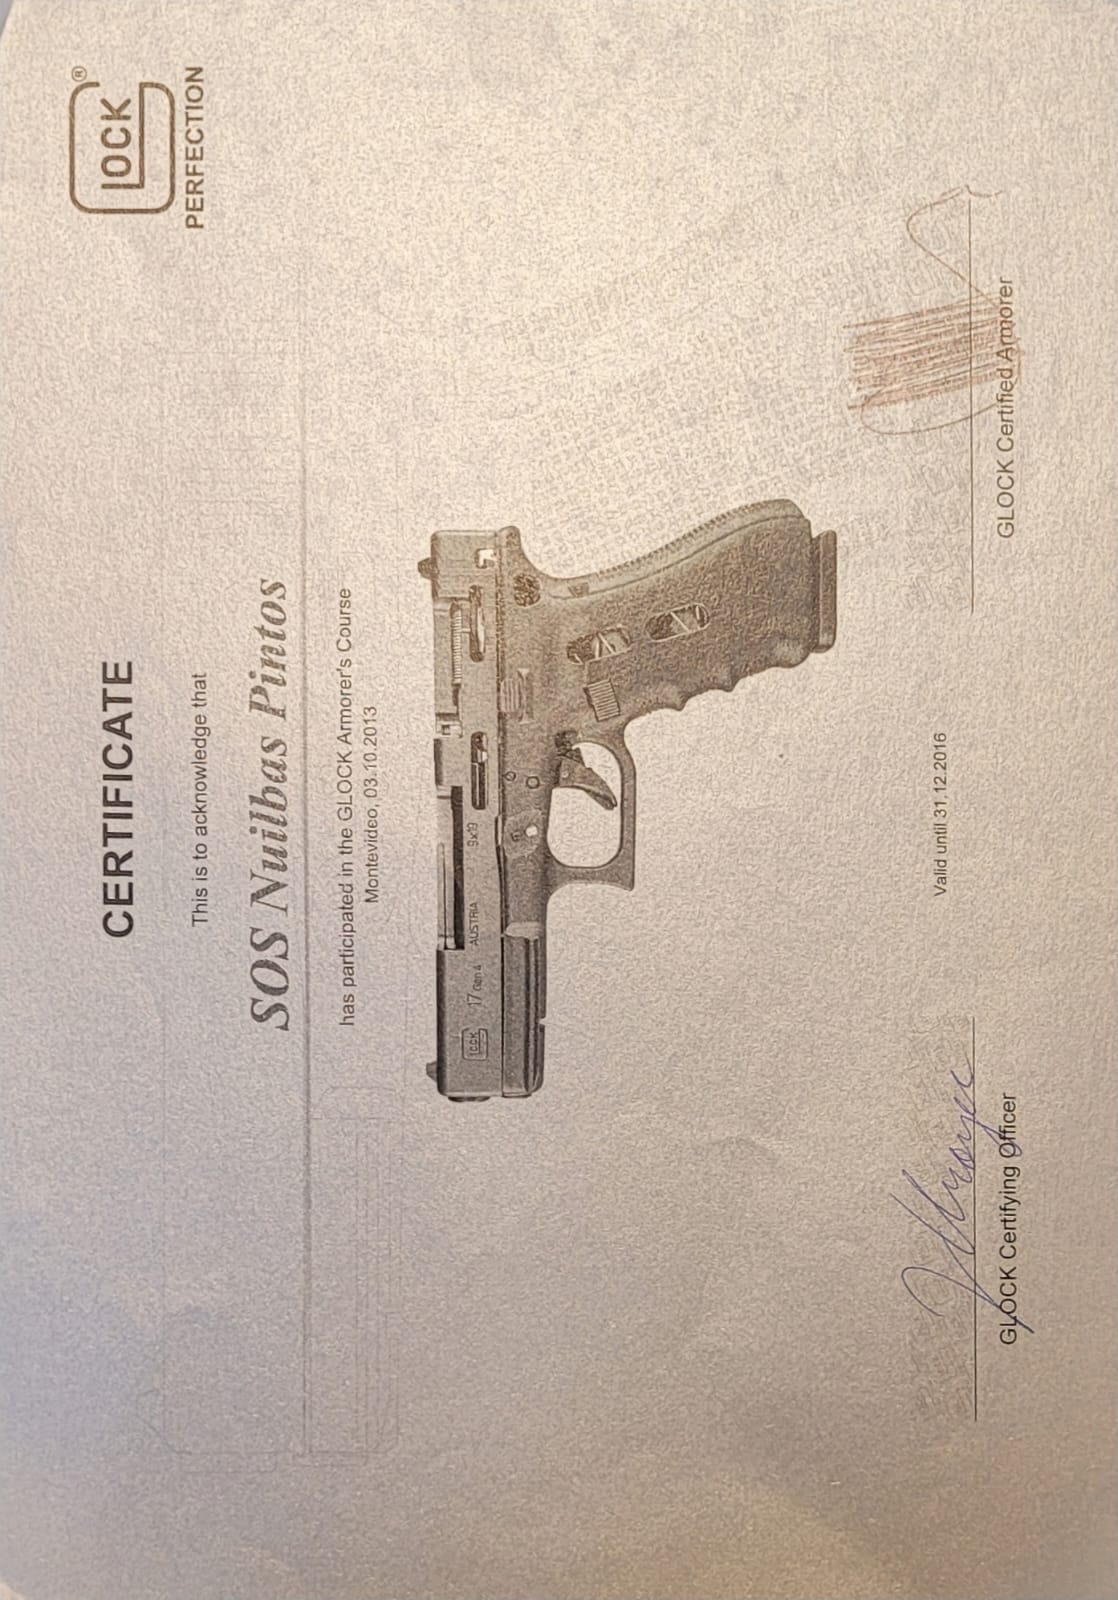 CERTIFICATE
GLOCK®
PERFECTION
This is to acknowledge that
SOS Nuilbas Pintos
has participated in the GLOCK Armorer's Course
Montevideo, 03.10.2013
GLOCK 17 Gen4 AUSTRIA 9x19
Valid until 31.12.2016
GLOCK Certifying Officer
GLOCK Certified Armorer